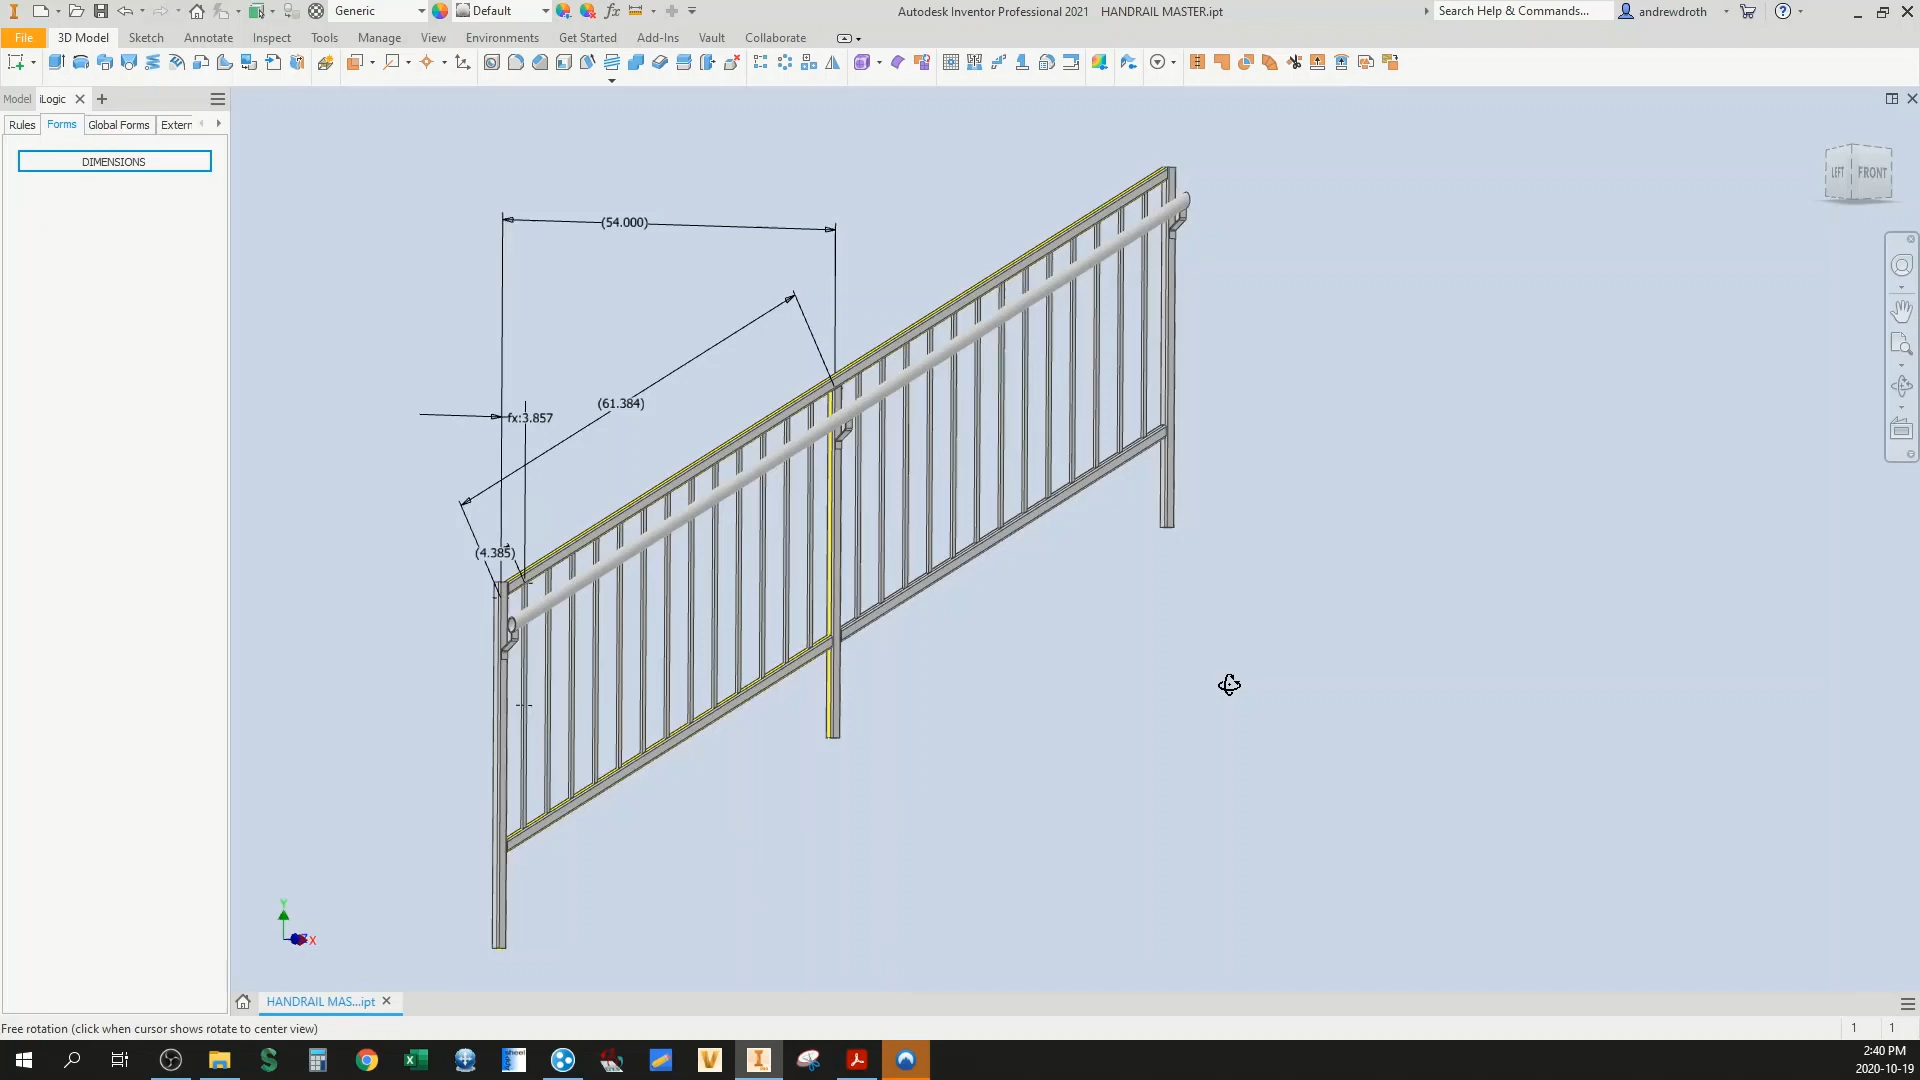 Generic
Default
fx
Autodesk Inventor Professional 2021 HANDRAIL MASTER.ipt
Search Help & Commands...
andrewdroth
File 3D Model Sketch Annotate Inspect Tools Manage View Environments Get Started Add-Ins Vault Collaborate
Model iLogic
Rules Forms Global Forms Extern
DIMENSIONS
(54.000)
LEFT FRONT
(61.384)
fx:3.857
(4.385)
Y
X
HANDRAIL MAS...ipt
Free rotation (click when cursor shows rotate to center view)
1 1
2:40 PM
2020-10-19